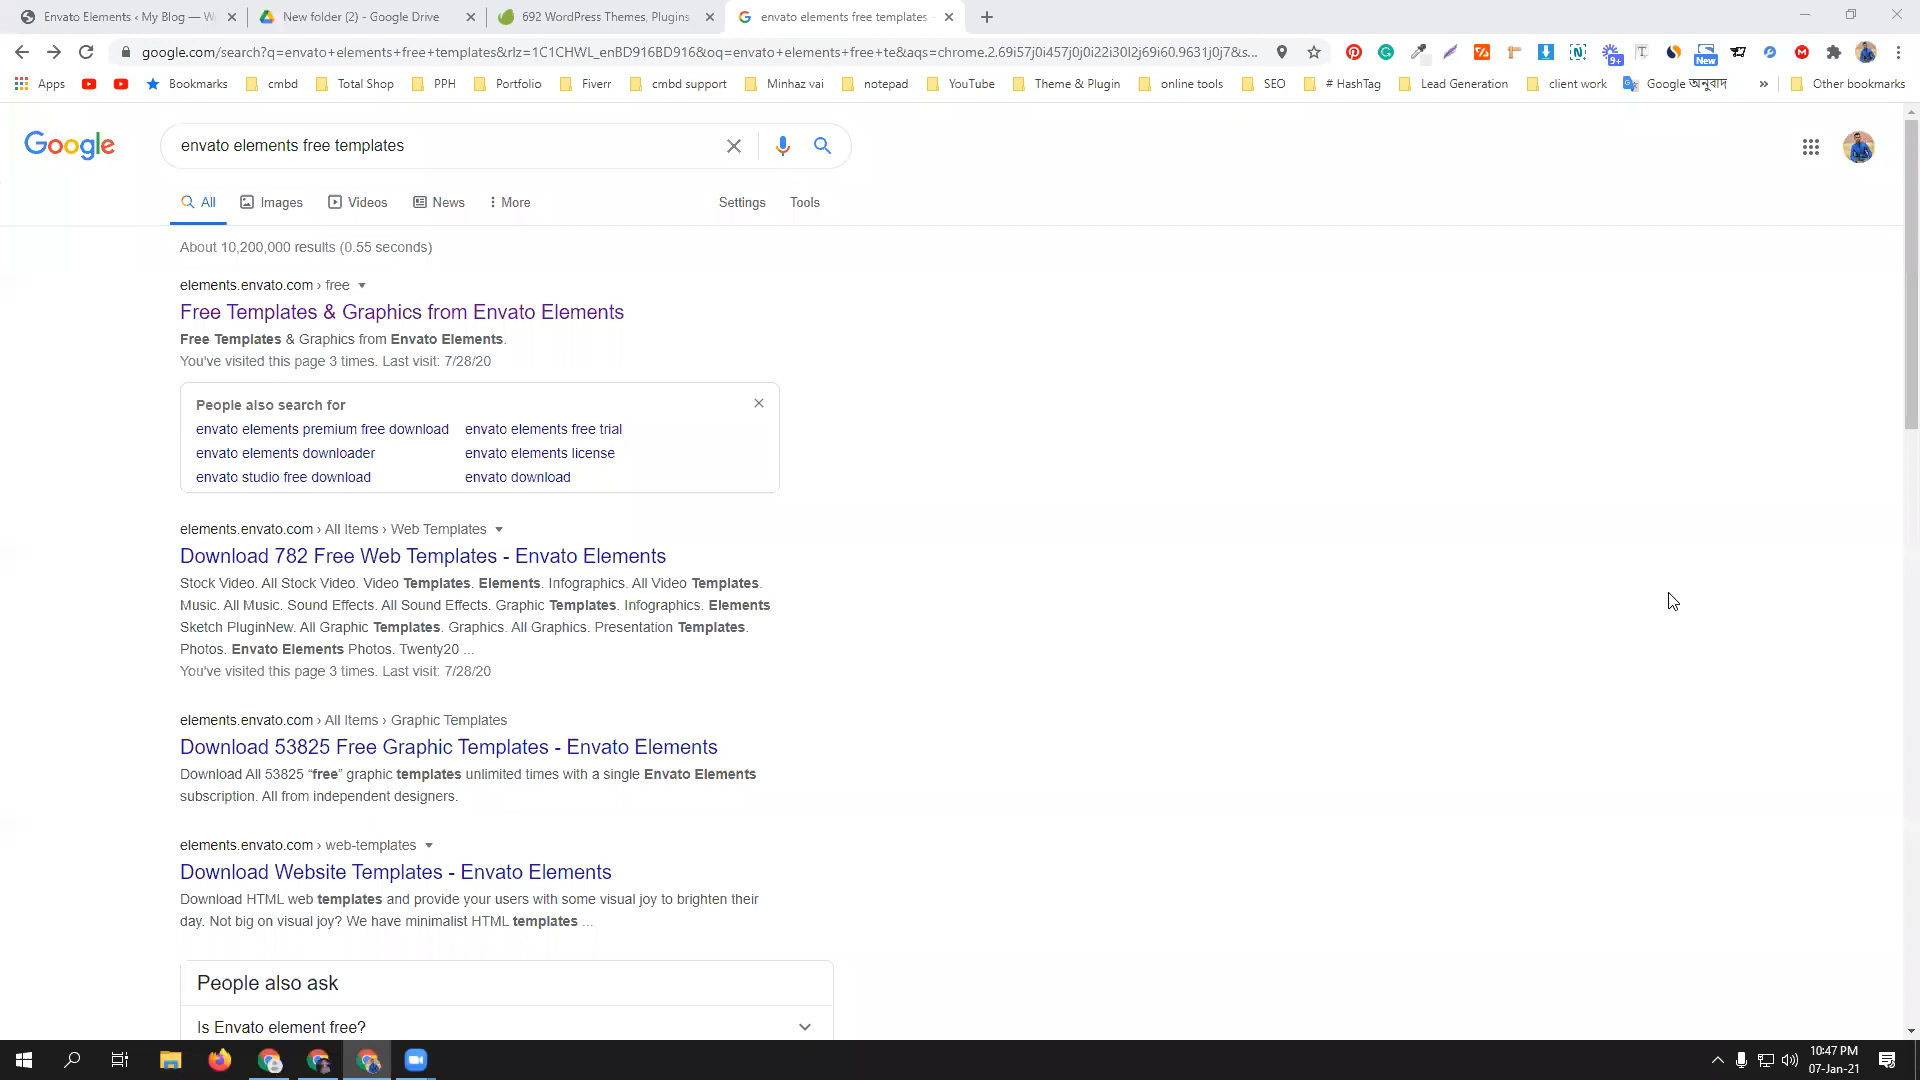 Envato Elements ‹ My Blog — W
New folder (2) - Google Drive
692 WordPress Themes, Plugins
envato elements free templates
google.com/search?q=envato+elements+free+templates&rlz=1C1CHWL_enBD916BD916&oq=envato+elements+free+te&aqs=chrome.2.69i57j0i457j0j0i22i30l2j69i60.9631j0j7&s...
9+
New
Apps
Bookmarks
cmbd
Total Shop
PPH
Portfolio
Fiverr
cmbd support
Minhaz vai
notepad
YouTube
Theme & Plugin
online tools
SEO
# HashTag
Lead Generation
client work
Google অনুবাদ
»
Other bookmarks
Google
envato elements free templates
All
Images
Videos
News
More
Settings
Tools
About 10,200,000 results (0.55 seconds)
elements.envato.com › free
Free Templates & Graphics from Envato Elements
Free Templates & Graphics from Envato Elements.
You've visited this page 3 times. Last visit: 7/28/20
People also search for
envato elements premium free download
envato elements free trial
envato elements downloader
envato elements license
envato studio free download
envato download
elements.envato.com › All Items › Web Templates
Download 782 Free Web Templates - Envato Elements
Stock Video. All Stock Video. Video Templates. Elements. Infographics. All Video Templates.
Music. All Music. Sound Effects. All Sound Effects. Graphic Templates. Infographics. Elements
Sketch PluginNew. All Graphic Templates. Graphics. All Graphics. Presentation Templates.
Photos. Envato Elements Photos. Twenty20 ...
You've visited this page 3 times. Last visit: 7/28/20
elements.envato.com › All Items › Graphic Templates
Download 53825 Free Graphic Templates - Envato Elements
Download All 53825 “free” graphic templates unlimited times with a single Envato Elements
subscription. All from independent designers.
elements.envato.com › web-templates
Download Website Templates - Envato Elements
Download HTML web templates and provide your users with some visual joy to brighten their
day. Not big on visual joy? We have minimalist HTML templates ...
People also ask
Is Envato element free?
10:47 PM
07-Jan-21